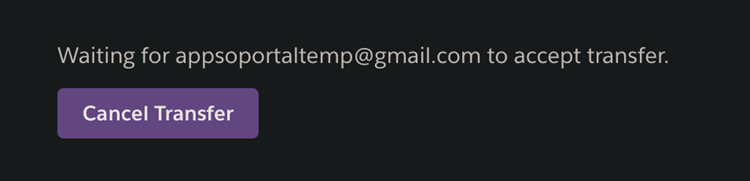 Waiting for appsoportaltemp@gmail.com to accept transfer.
Cancel Transfer